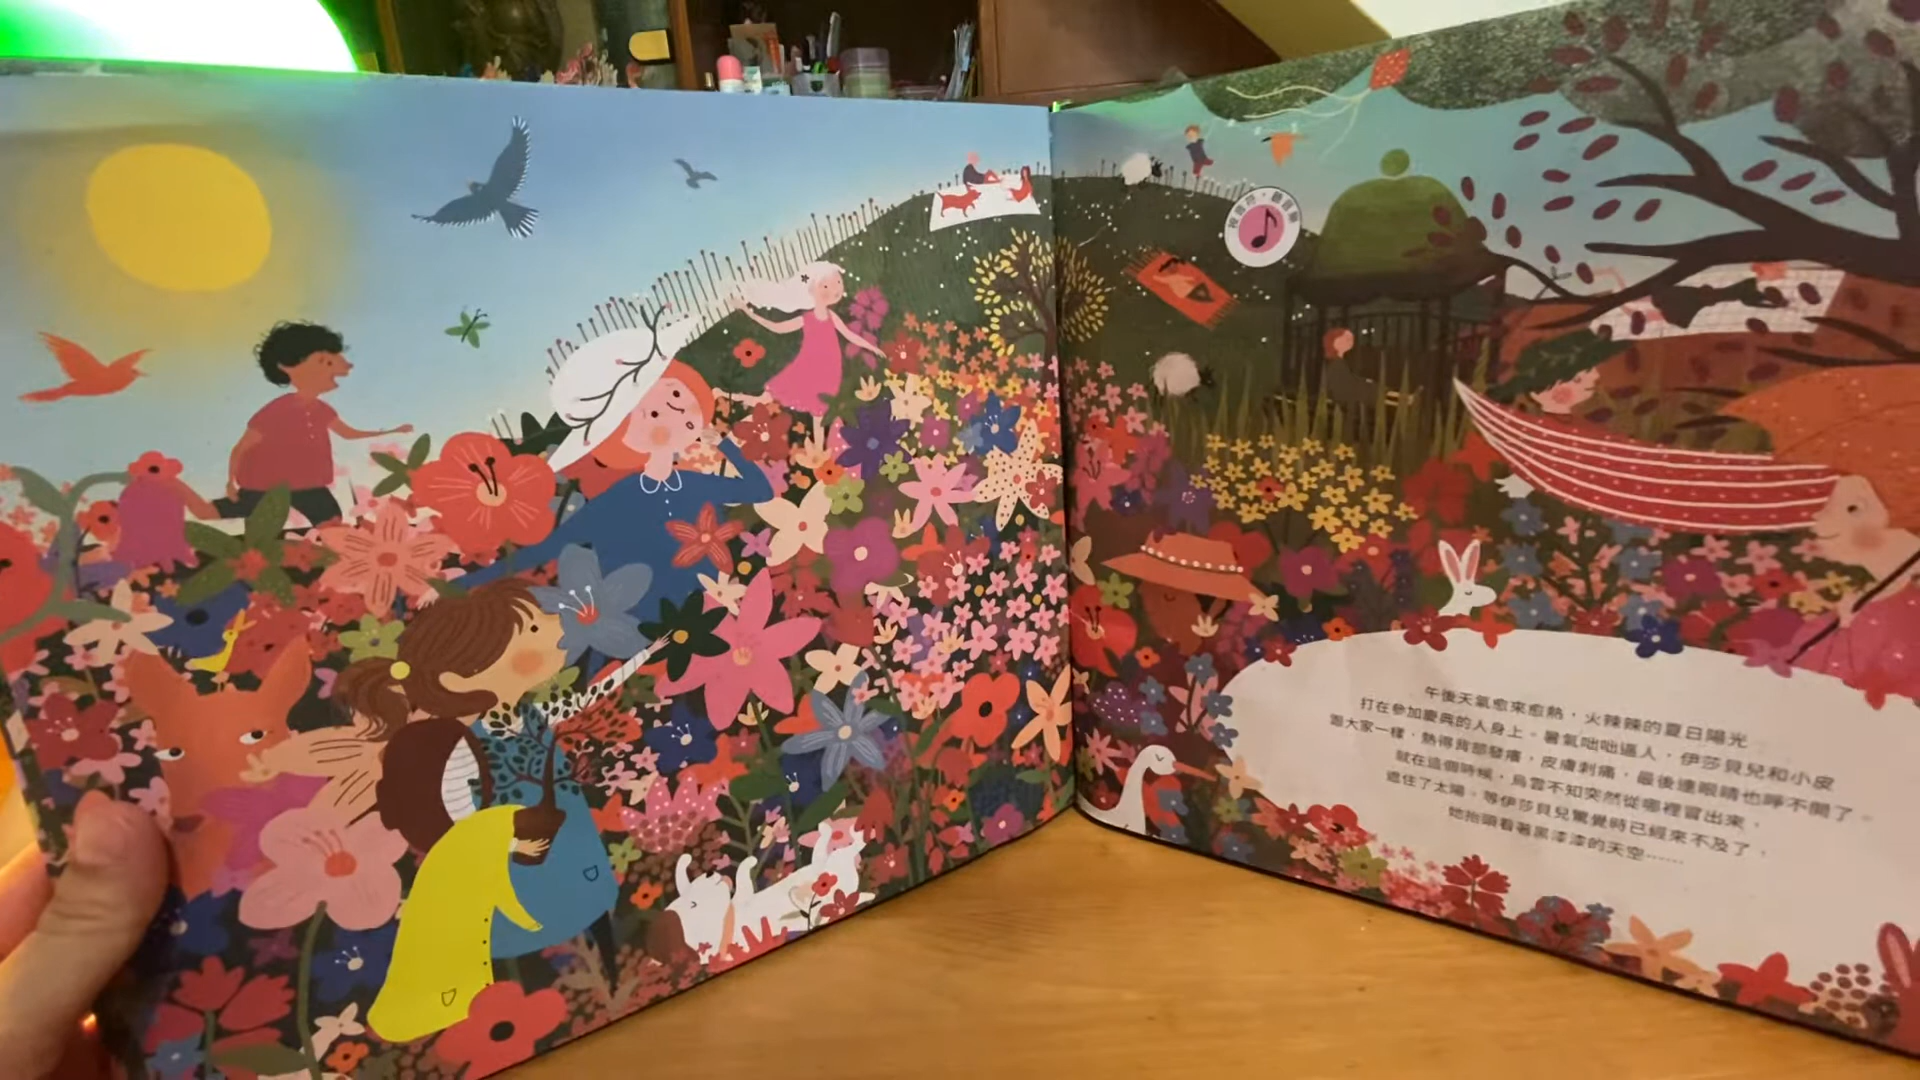 午後天氣愈來愈熱,火辣辣的夏日陽光
打在參加慶典的人身上。暑氣咄咄逼人,伊莎貝兒和小皮
跟大家一樣,熱得背部發癢,皮膚刺痛,最後連眼睛也睜不開了。
就在這個時候,烏雲不知突然從哪裡冒出來,
遮住了太陽。等伊莎貝兒驚覺時已經來不及了,
她抬頭看著黑漆漆的天空……